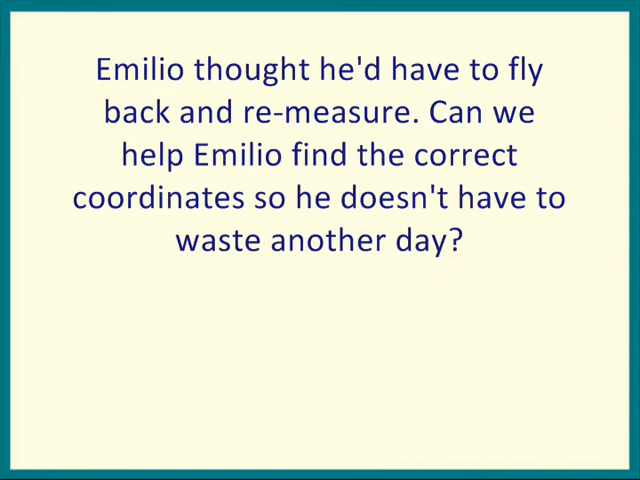 Emilio thought he'd have to fly
back and re-measure. Can we
help Emilio find the correct
coordinates so he doesn't have to
waste another day?